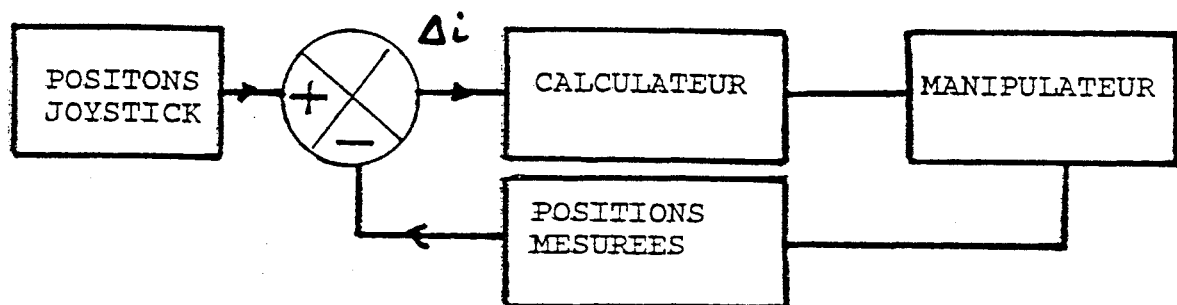 Δi
POSITONS
JOYSTICK
+
−
CALCULATEUR
MANIPULATEUR
POSITIONS
MESUREES